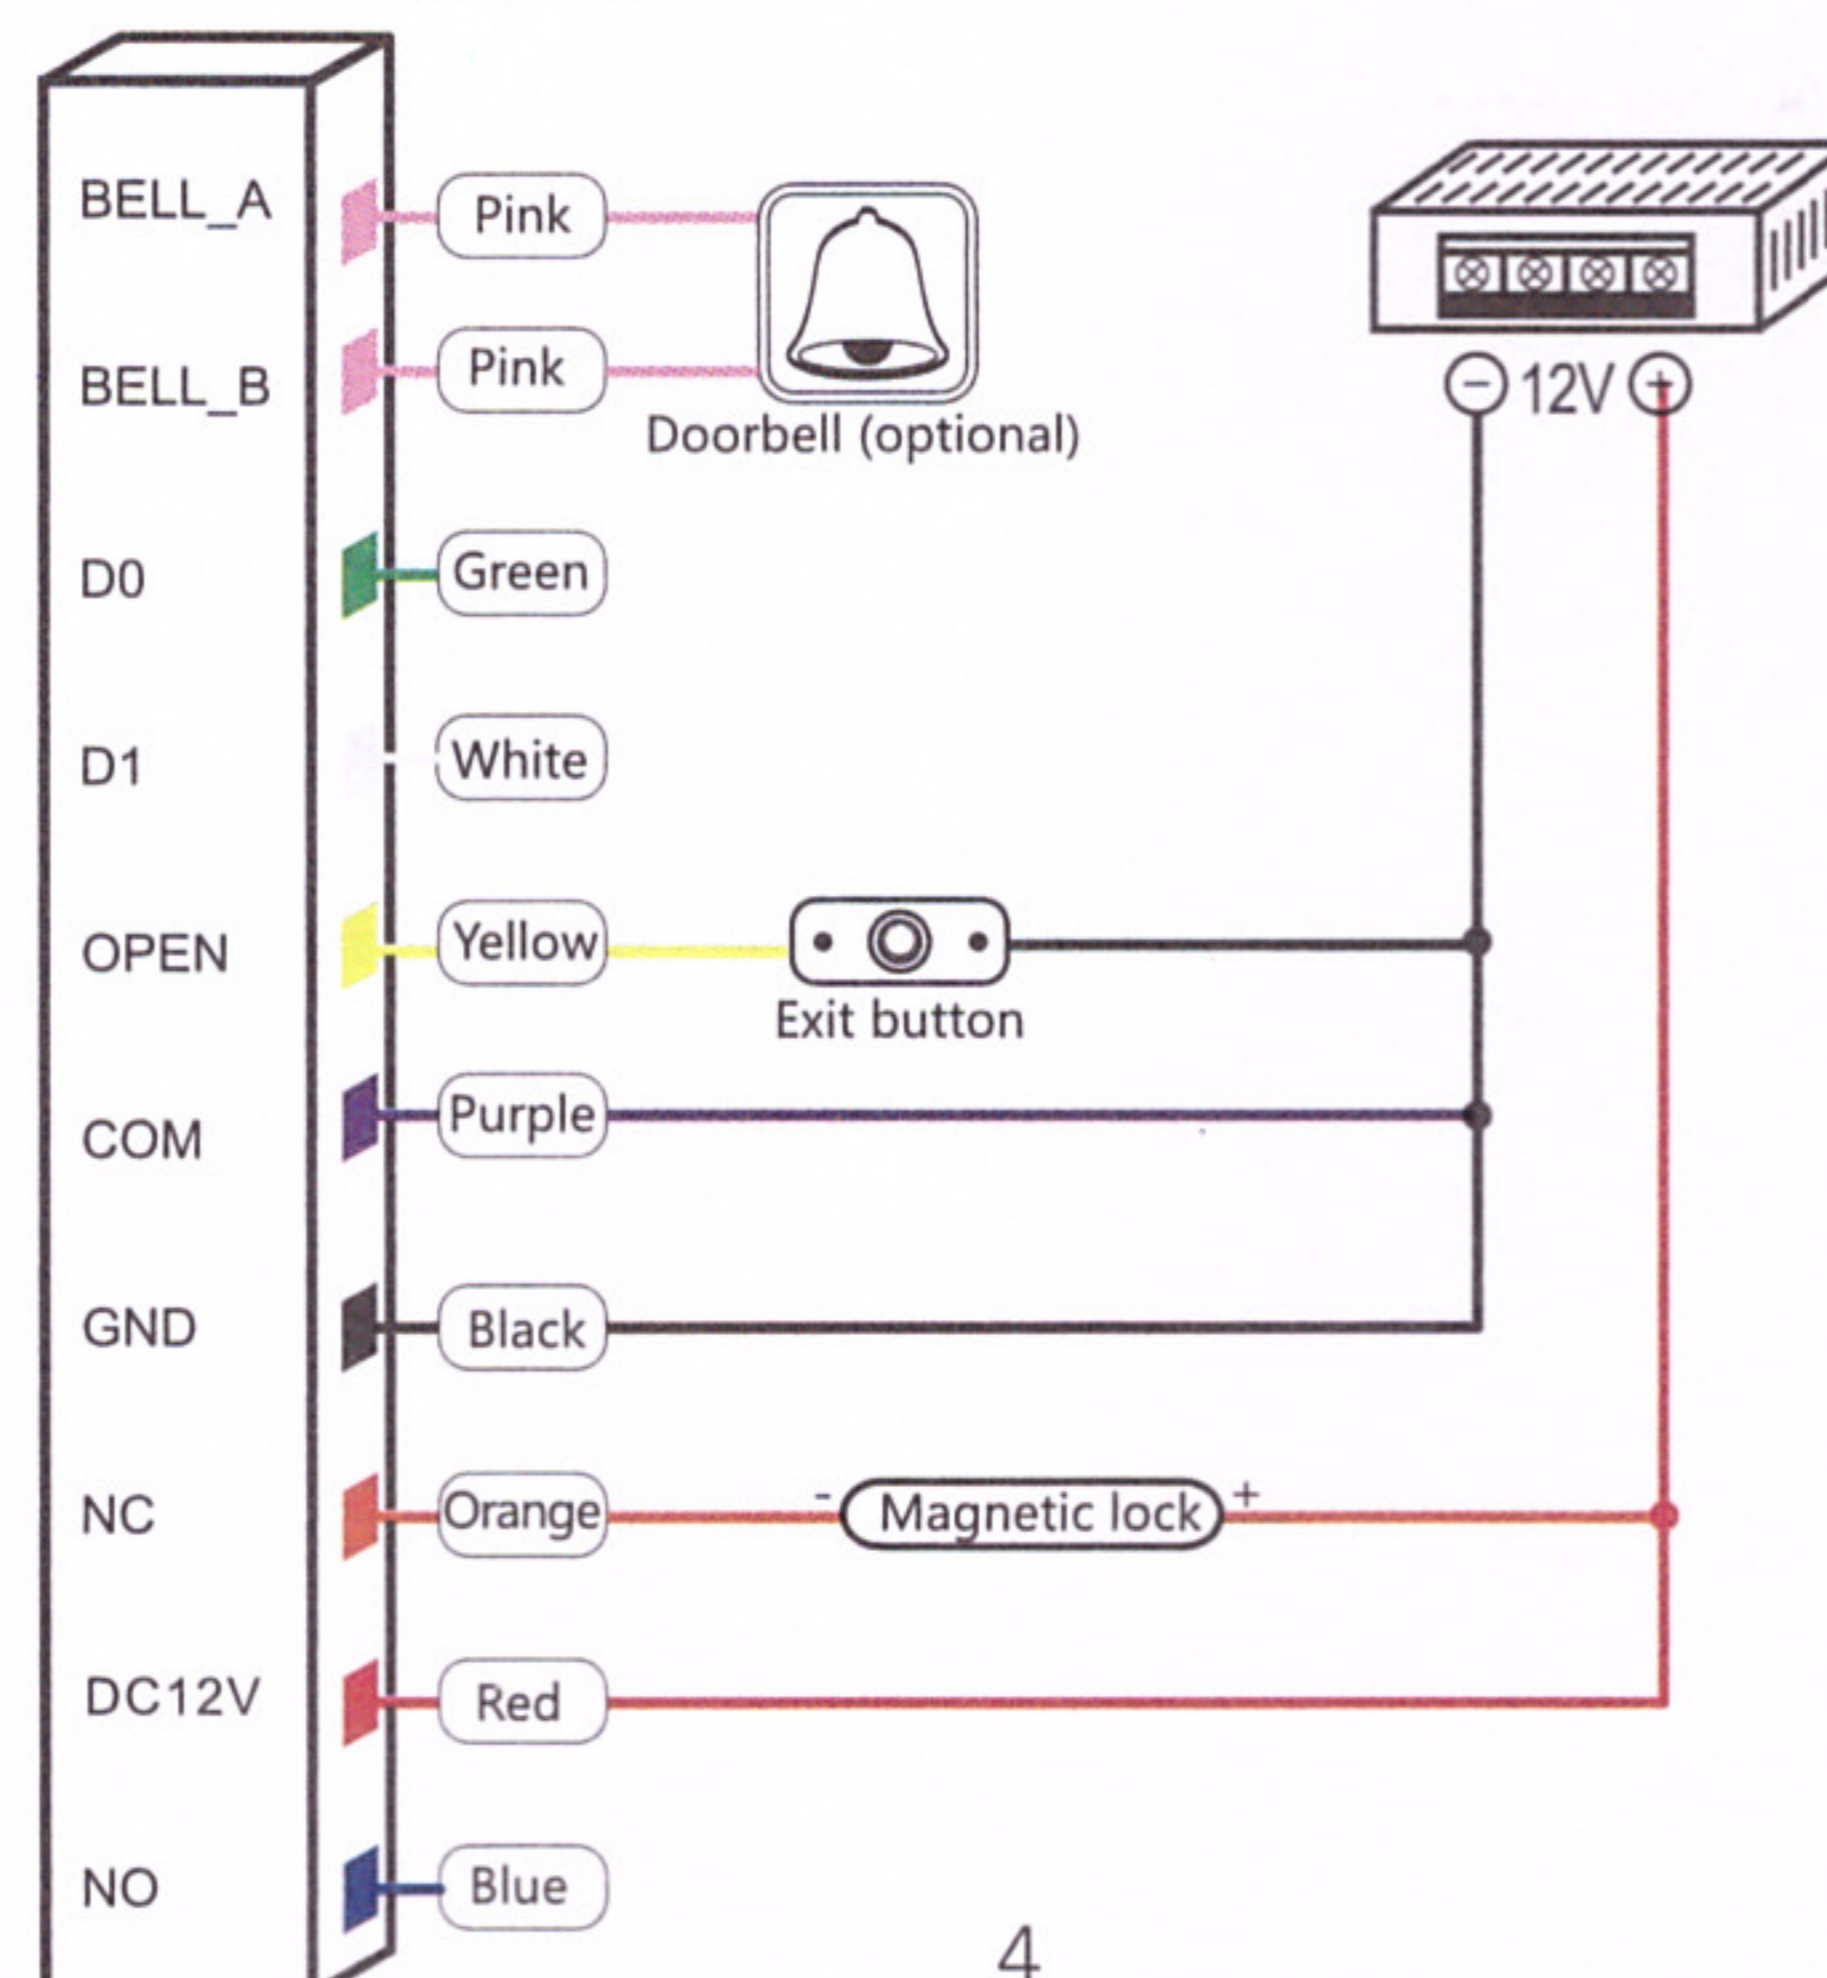 BELL_A
Pink
BELL_B
Pink
Doorbell (optional)
- 12V +
D0
Green
D1
White
OPEN
Yellow
Exit button
COM
Purple
GND
Black
NC
Orange
- Magnetic lock +
DC12V
Red
NO
Blue
4